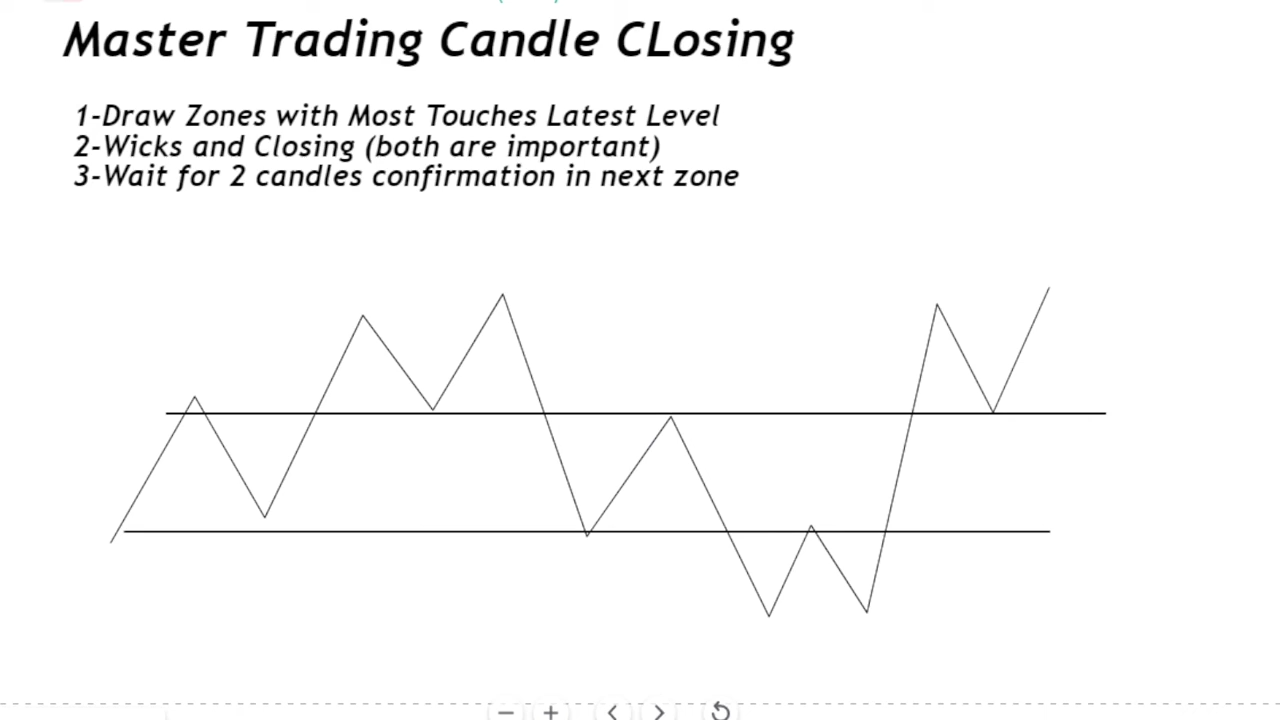 Master Trading Candle CLosing
1-Draw Zones with Most Touches Latest Level
2-Wicks and Closing (both are important)
3-Wait for 2 candles confirmation in next zone